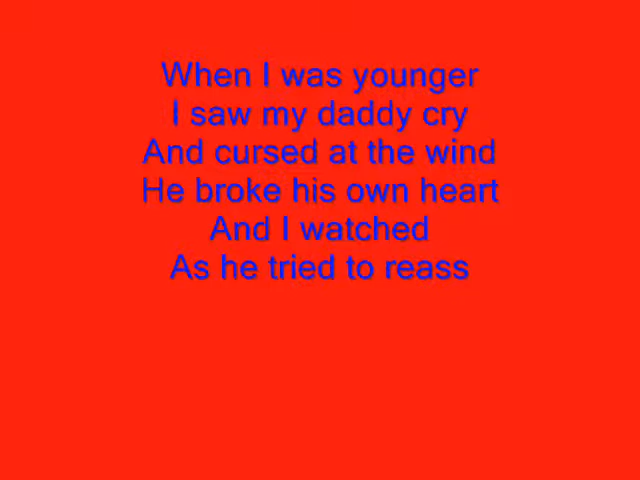 When I was younger
I saw my daddy cry
And cursed at the wind
He broke his own heart
And I watched
As he tried to reass